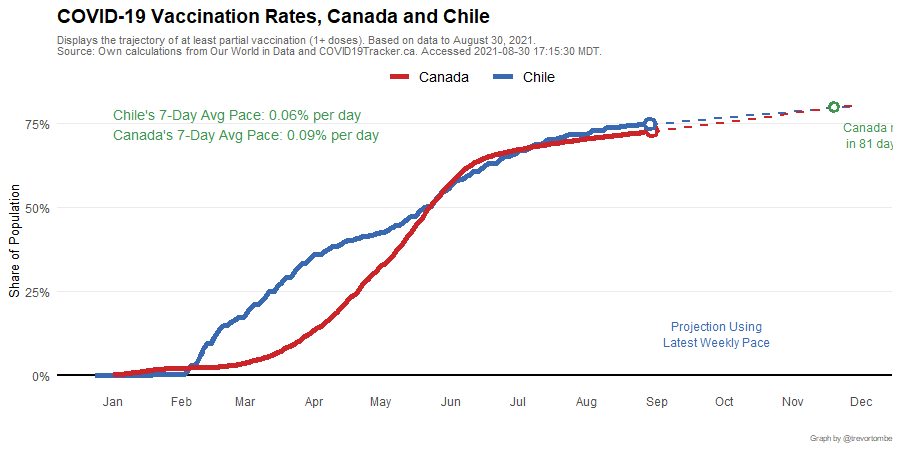 COVID-19 Vaccination Rates, Canada and Chile
Displays the trajectory of at least partial vaccination (1+ doses). Based on data to August 30, 2021.
Source: Own calculations from Our World in Data and COVID19Tracker.ca. Accessed 2021-08-30 17:15:30 MDT.
Canada Chile
Chile's 7-Day Avg Pace: 0.06% per day
Canada's 7-Day Avg Pace: 0.09% per day
75%
50%
25%
0%
Share of Population
Canada
in 81
Projection Using
Latest Weekly Pace
Jan Feb Mar Apr May Jun Jul Aug Sep Oct Nov Dec
Graph by @trevortombe